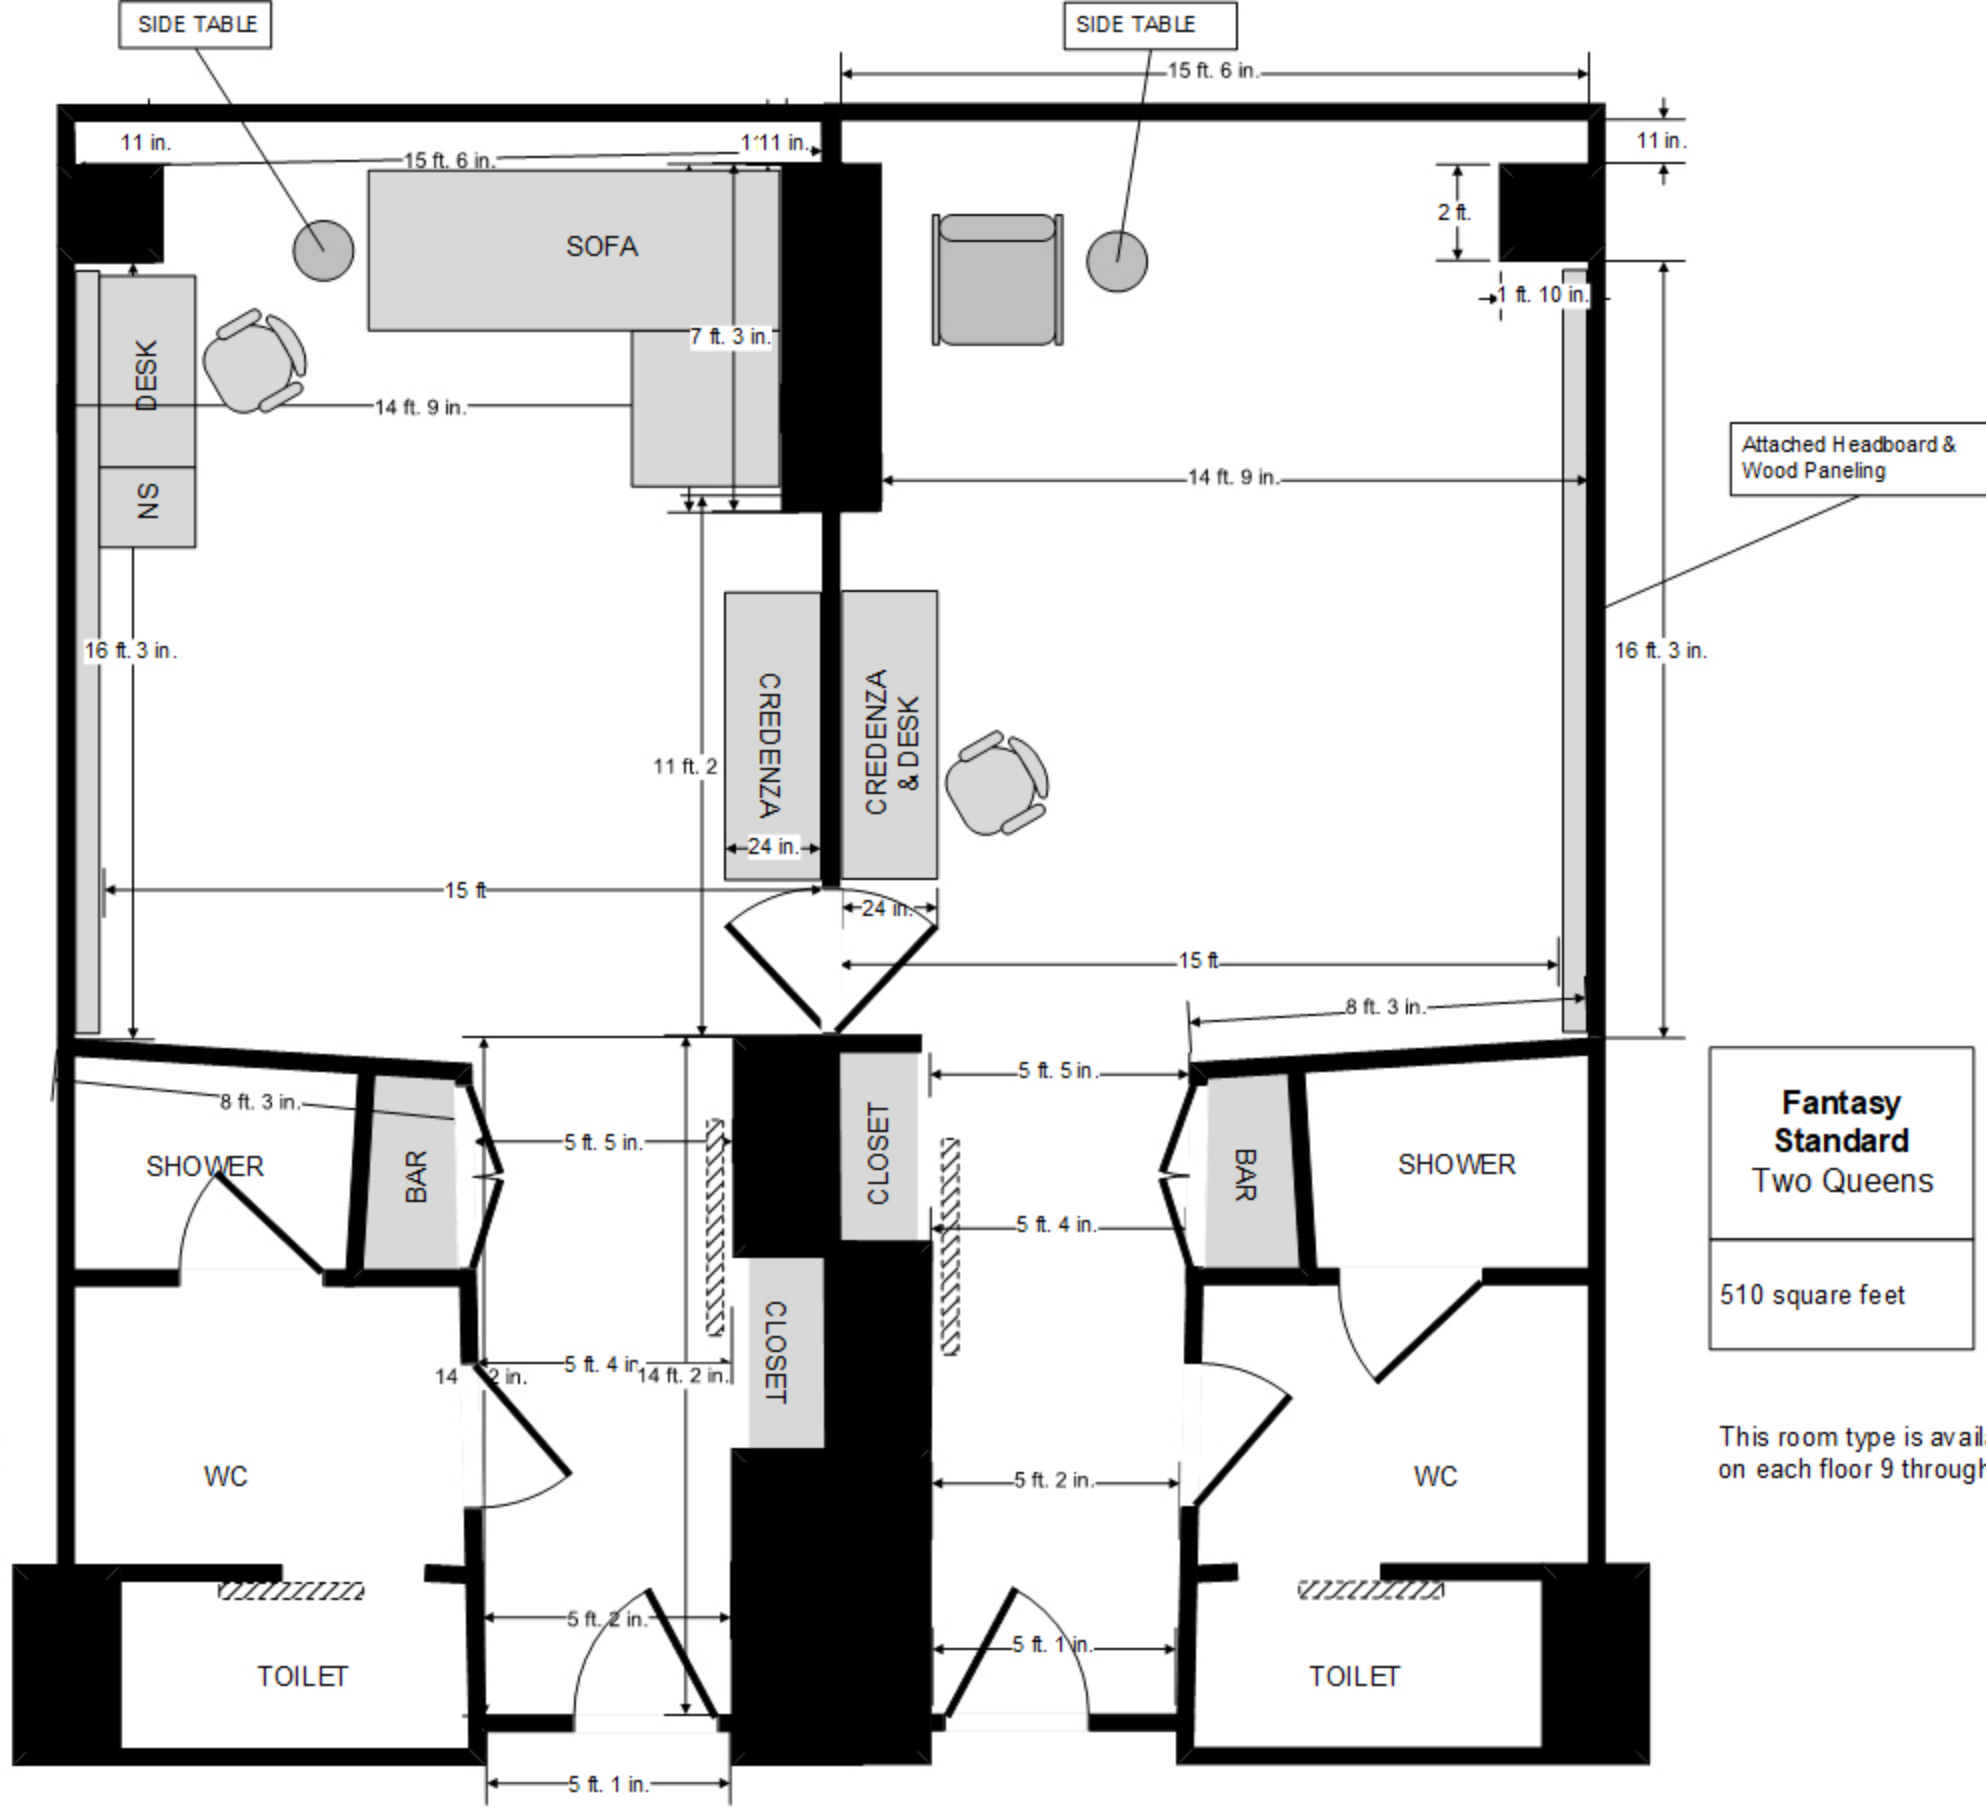 SIDE TABLE
SIDE TABLE
15 ft. 6 in.
11 in.
15 ft. 6 in.
11 in.
11 in.
2 ft.
SOFA
1 ft. 10 in.
7 ft. 3 in.
DESK
14 ft. 9 in.
14 ft. 9 in.
Attached Headboard &
Wood Paneling
NS
16 ft. 3 in.
16 ft. 3 in.
CREDENZA
CREDENZA
& DESK
11 ft. 2
24 in.
15 ft
24 in.
15 ft
8 ft. 3 in.
5 ft. 5 in.
8 ft. 3 in.
5 ft. 5 in.
SHOWER
BAR
CLOSET
BAR
SHOWER
Fantasy
Standard
Two Queens
5 ft. 4 in.
510 square feet
CLOSET
5 ft. 4 in.
14 ft. 2 in.
14 2 in.
WC
5 ft. 2 in.
WC
This room type is
on each floor 9
5 ft. 2 in.
5 ft. 1 in.
TOILET
TOILET
5 ft. 1 in.